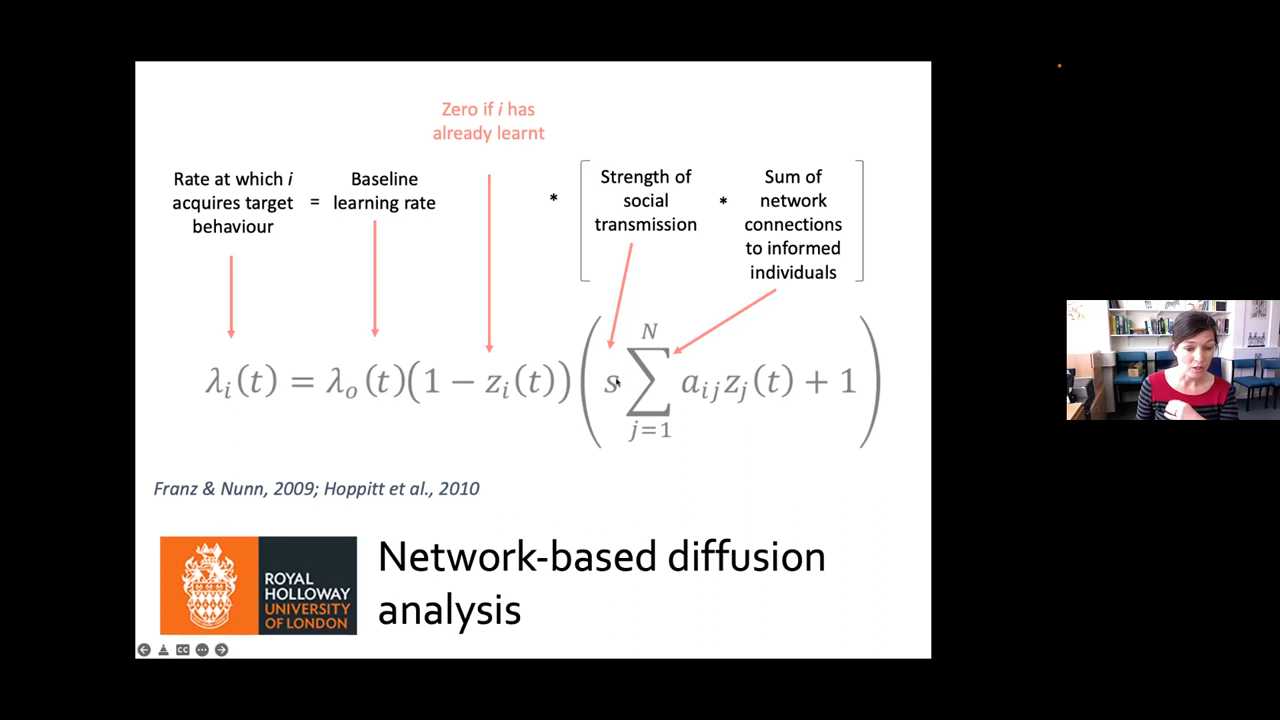 Zero if i has
already learnt
Rate at which i
acquires target
behaviour
=
Baseline
learning rate
*
Strength of
social
transmission
*
Sum of
network
connections
to informed
individuals
λᵢ(t) = λₒ(t)(1 − zᵢ(t)) ( s ∑_{j=1}^{N} aᵢⱼzⱼ(t) + 1 )
Franz & Nunn, 2009; Hoppitt et al., 2010
ROYAL
HOLLOWAY
UNIVERSITY
OF LONDON
Network-based diffusion
analysis
CC